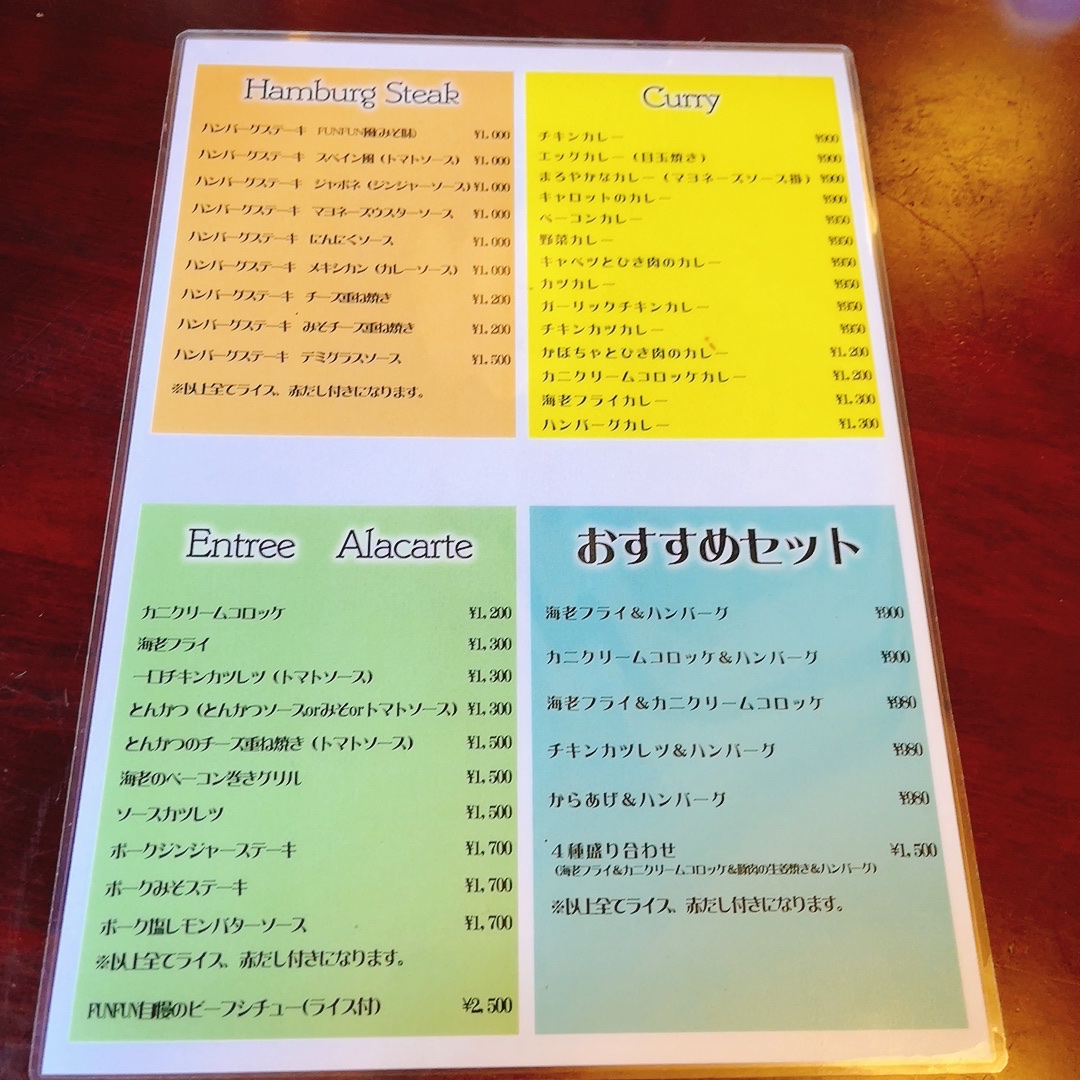 Hamburg Steak
ハンバーグステーキ　FUNFUN(極みそ味) ¥1,000
ハンバーグステーキ　スペイン風（トマトソース） ¥1,000
ハンバーグステーキ　ジャポネ（ジンジャーソース） ¥1,000
ハンバーグステーキ　マヨネーズウスターソース ¥1,000
ハンバーグステーキ　にんにくソース ¥1,000
ハンバーグステーキ　メキシカン（カレーソース） ¥1,000
ハンバーグステーキ　チーズ重ね焼き ¥1,200
ハンバーグステーキ　みそチーズ重ね焼き ¥1,200
ハンバーグステーキ　デミグラスソース ¥1,500
※以上全てライス、赤だし付きになります。
Curry
チキンカレー ¥900
エッグカレー（目玉焼き） ¥900
まろやかなカレー（マヨネーズソース掛） ¥900
キャロットのカレー ¥900
ベーコンカレー ¥950
野菜カレー ¥950
キャベツとひき肉のカレー ¥950
カツカレー ¥950
ガーリックチキンカレー ¥950
チキンカツカレー ¥950
かぼちゃとひき肉のカレー ¥1,200
カニクリームコロッケカレー ¥1,200
海老フライカレー ¥1,300
ハンバーグカレー ¥1,300
Entree　Alacarte
カニクリームコロッケ ¥1,200
海老フライ ¥1,300
一口チキンカツレツ（トマトソース） ¥1,300
とんかつ（とんかつソースorみそorトマトソース） ¥1,300
とんかつのチーズ重ね焼き（トマトソース） ¥1,500
海老のベーコン巻きグリル ¥1,500
ソースカツレツ ¥1,500
ポークジンジャーステーキ ¥1,700
ポークみそステーキ ¥1,700
ポーク塩レモンバターソース ¥1,700
※以上全てライス、赤だし付きになります。
FUNFUN自慢のビーフシチュー(ライス付) ¥2,500
おすすめセット
海老フライ＆ハンバーグ ¥900
カニクリームコロッケ＆ハンバーグ ¥900
海老フライ＆カニクリームコロッケ ¥980
チキンカツレツ＆ハンバーグ ¥980
からあげ＆ハンバーグ ¥980
４種盛り合わせ ¥1,500
（海老フライ＆カニクリームコロッケ＆豚肉の生姜焼き＆ハンバーグ）
※以上全てライス、赤だし付きになります。